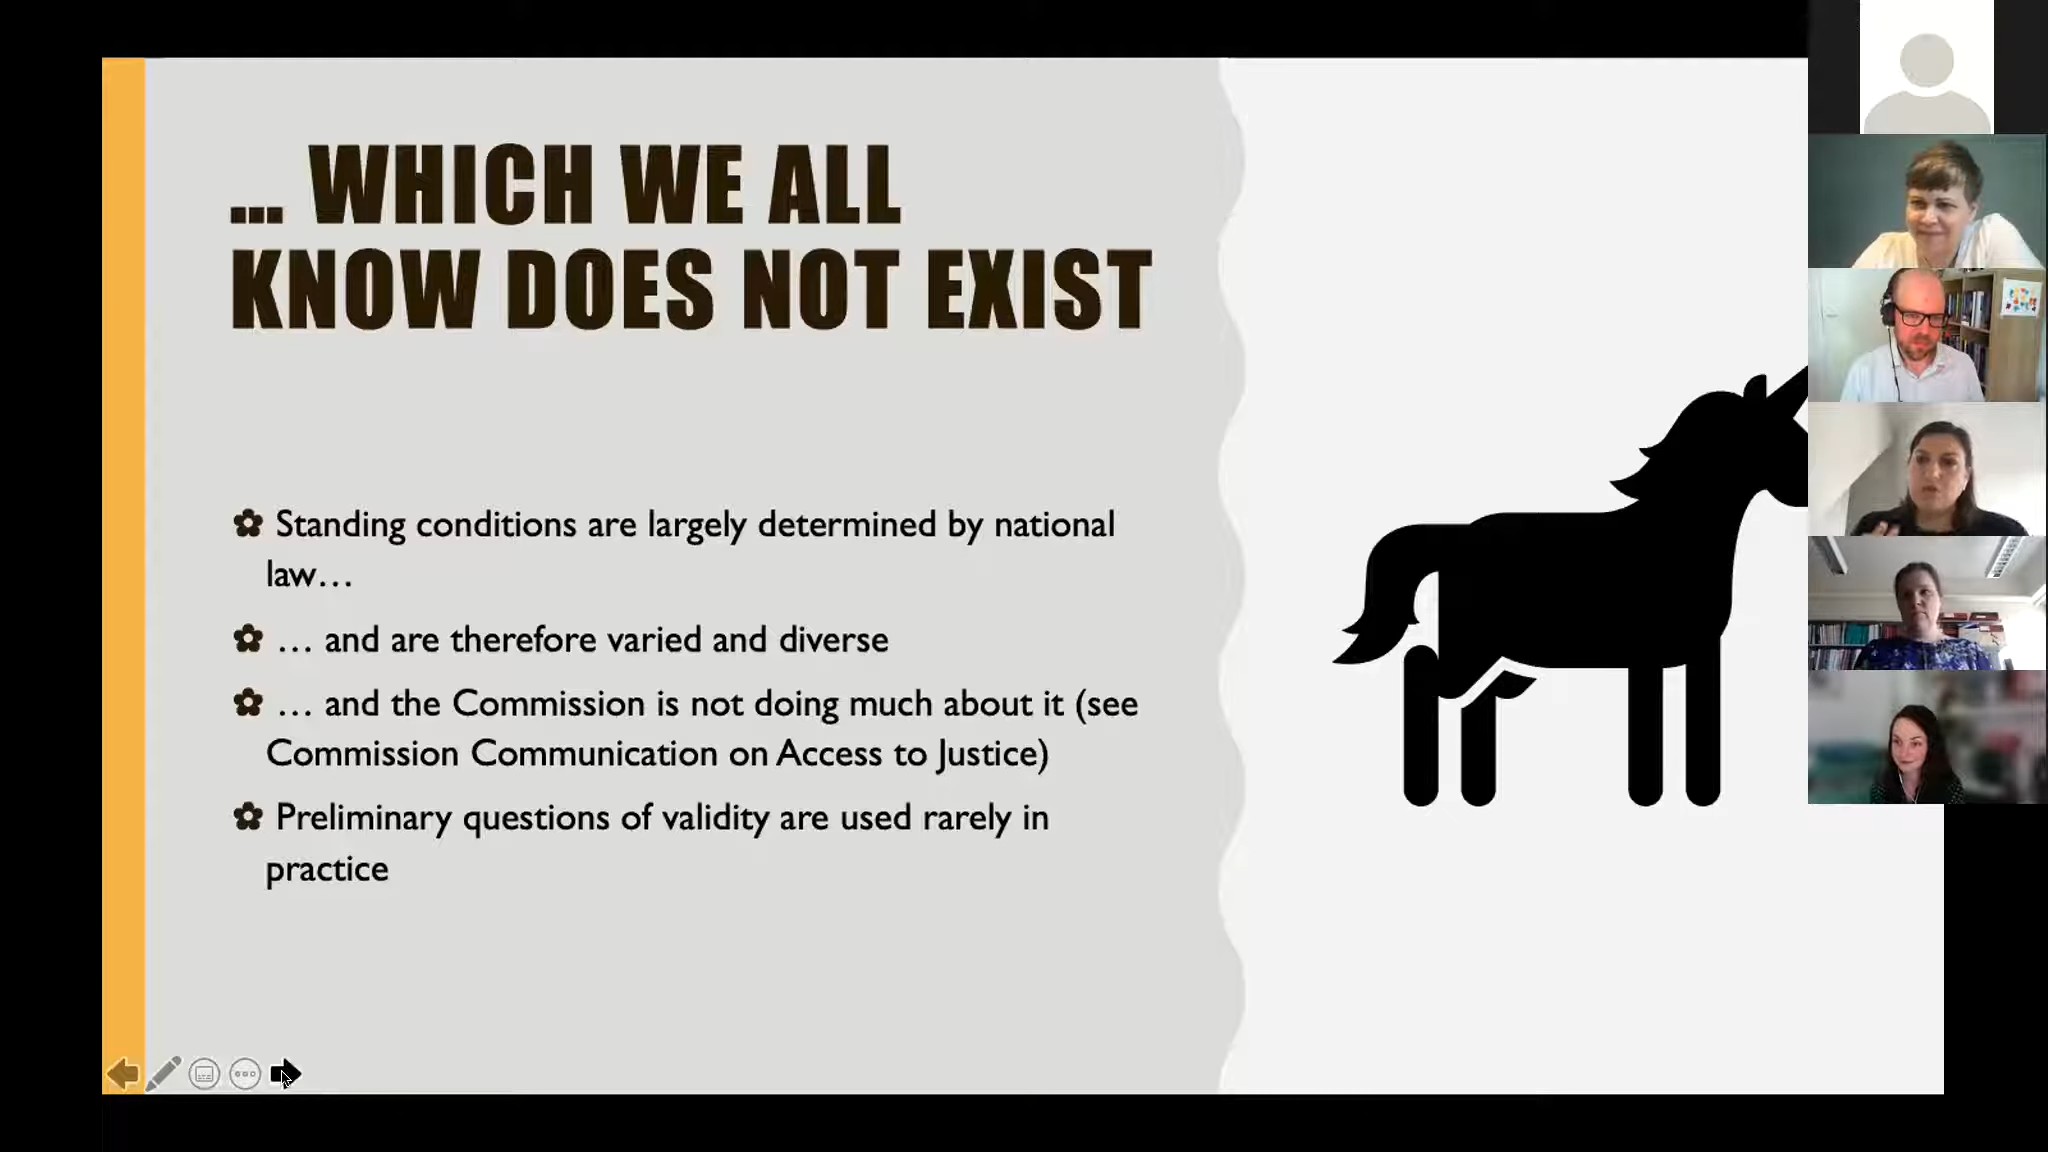 ... WHICH WE ALL
KNOW DOES NOT EXIST
Standing conditions are largely determined by national
law...
... and are therefore varied and diverse
... and the Commission is not doing much about it (see
Commission Communication on Access to Justice)
Preliminary questions of validity are used rarely in
practice